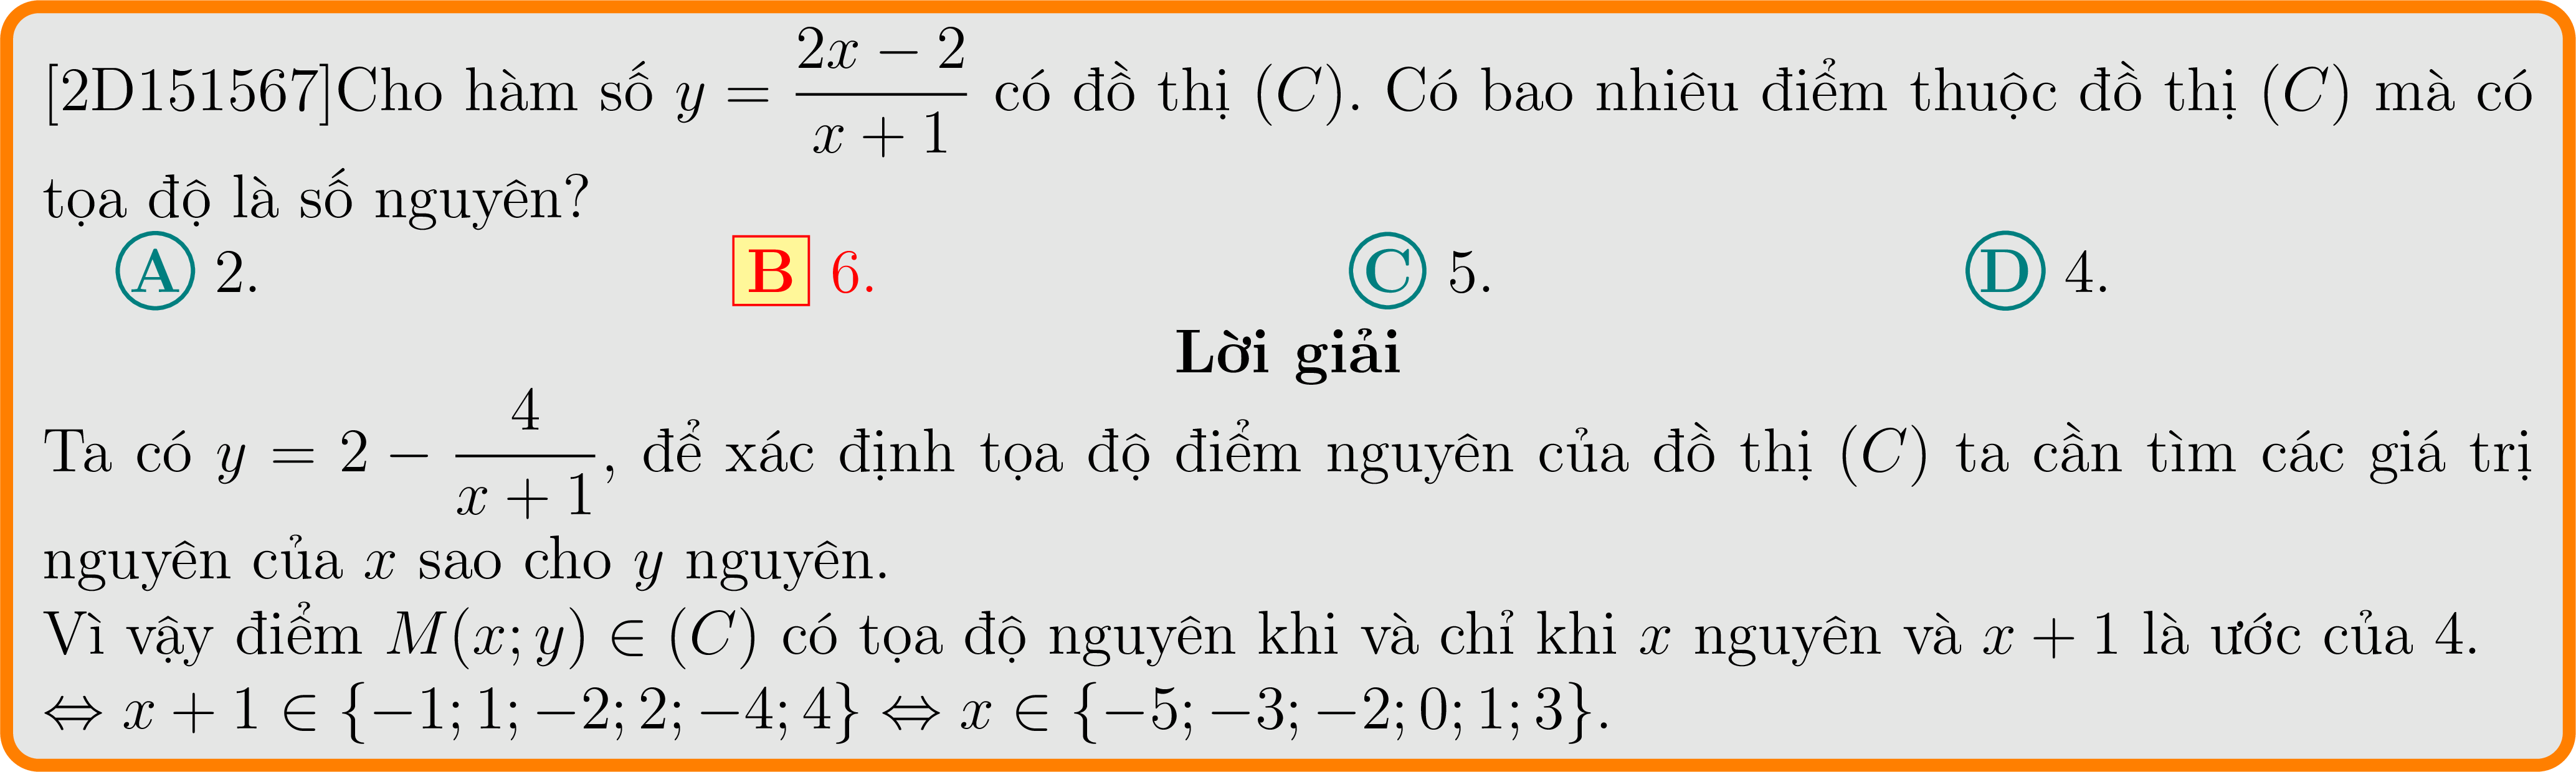 [2D151567]Cho hàm số $y = \dfrac{2x-2}{x+1}$ có đồ thị $(C)$. Có bao nhiêu điểm thuộc đồ thị $(C)$ mà có
tọa độ là số nguyên?
A 2. B 6. C 5. D 4.
Lời giải
Ta có $y = 2 - \dfrac{4}{x+1}$, để xác định tọa độ điểm nguyên của đồ thị $(C)$ ta cần tìm các giá trị
nguyên của $x$ sao cho $y$ nguyên.
Vì vậy điểm $M(x; y) \in (C)$ có tọa độ nguyên khi và chỉ khi $x$ nguyên và $x + 1$ là ước của 4.
$\Leftrightarrow x + 1 \in \{-1; 1; -2; 2; -4; 4\} \Leftrightarrow x \in \{-5; -3; -2; 0; 1; 3\}$.